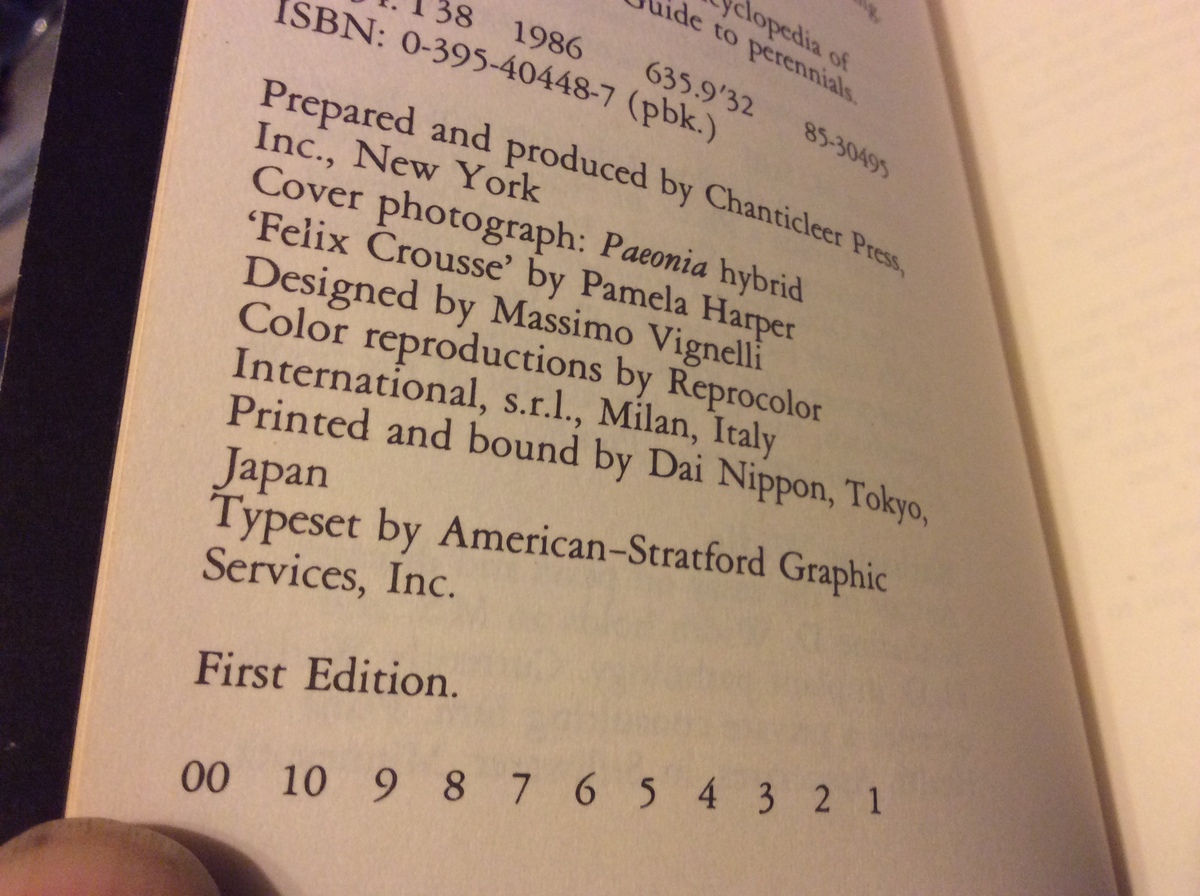 cyclopedia of
Guide to perennials.
1986 635.9'32 85-30495
ISBN: 0-395-40448-7 (pbk.)
Prepared and produced by Chanticleer Press,
Inc., New York
Cover photograph: Paeonia hybrid
‘Felix Crousse’ by Pamela Harper
Designed by Massimo Vignelli
Color reproductions by Reprocolor
International, s.r.l., Milan, Italy
Printed and bound by Dai Nippon, Tokyo,
Japan
Typeset by American–Stratford Graphic
Services, Inc.
First Edition.
00 10 9 8 7 6 5 4 3 2 1